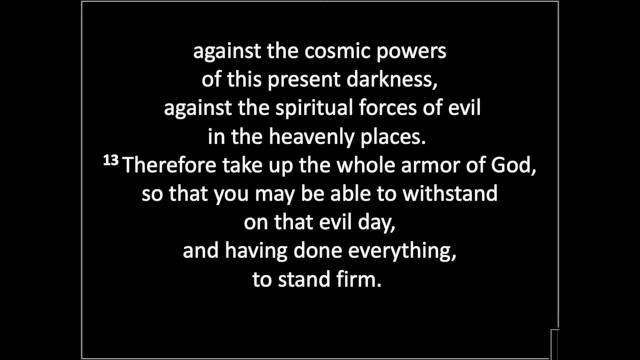 against the cosmic powers
of this present darkness,
against the spiritual forces of evil
in the heavenly places.
13 Therefore take up the whole armor of God,
so that you may be able to withstand
on that evil day,
and having done everything,
to stand firm.